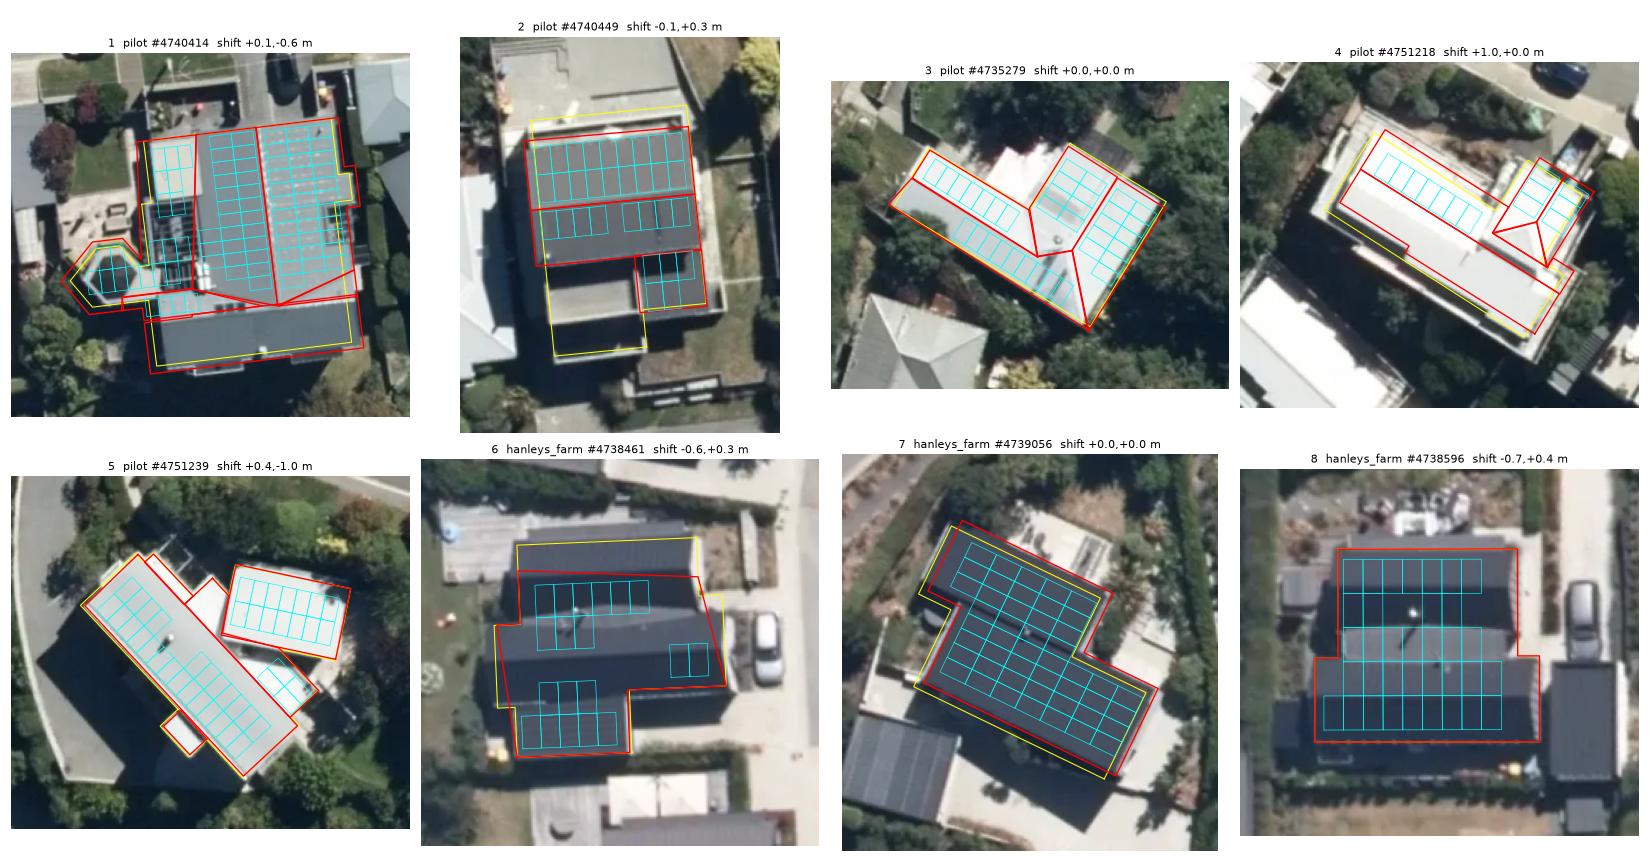 1 pilot #4740414 shift +0.1,-0.6 m
2 pilot #4740449 shift -0.1,+0.3 m
3 pilot #4735279 shift +0.0,+0.0 m
4 pilot #4751218 shift +1.0,+0.0 m
5 pilot #4751239 shift +0.4,-1.0 m
6 hanleys_farm #4738461 shift -0.6,+0.3 m
7 hanleys_farm #4739056 shift +0.0,+0.0 m
8 hanleys_farm #4738596 shift -0.7,+0.4 m